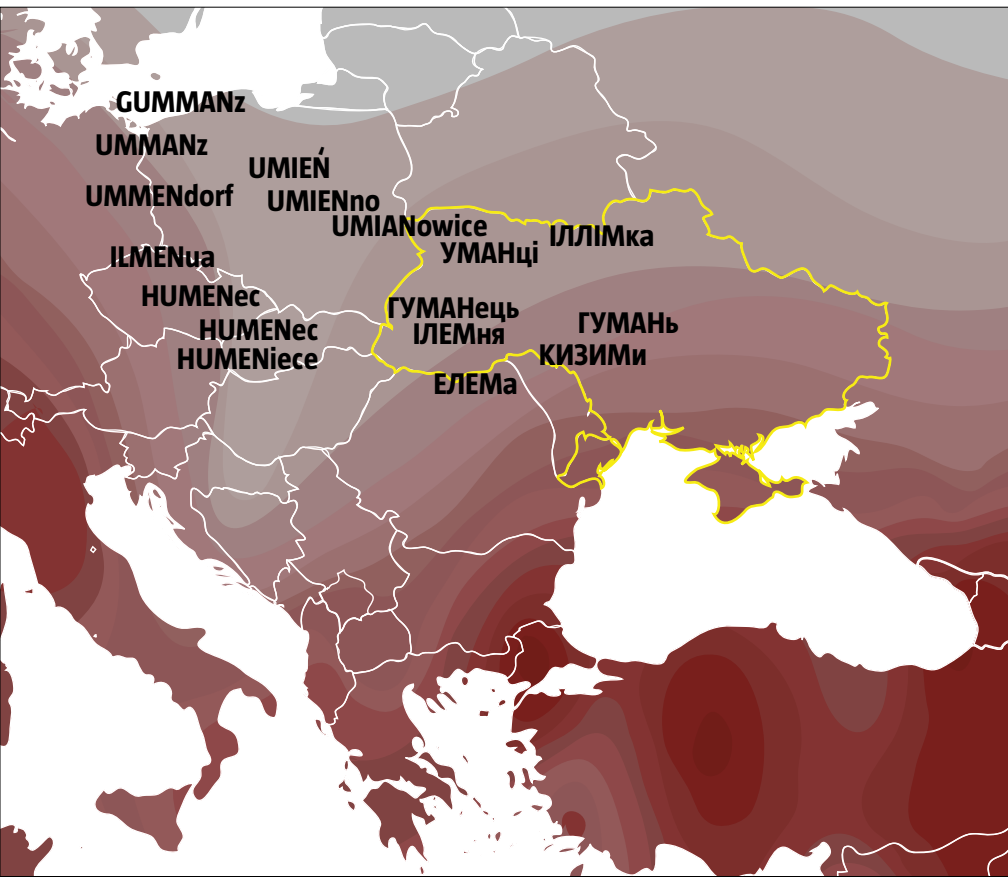 GUMMANz
UMMANz
UMIEŃ
UMMENdorf
UMIENno
UMIANowice
ІЛЛІМка
УМАНці
ILMENua
HUMENec
ГУМАНець
ГУМАНь
HUMENec
ІЛЕМня
HUMENiece
КИЗИМи
ЕЛЕМа